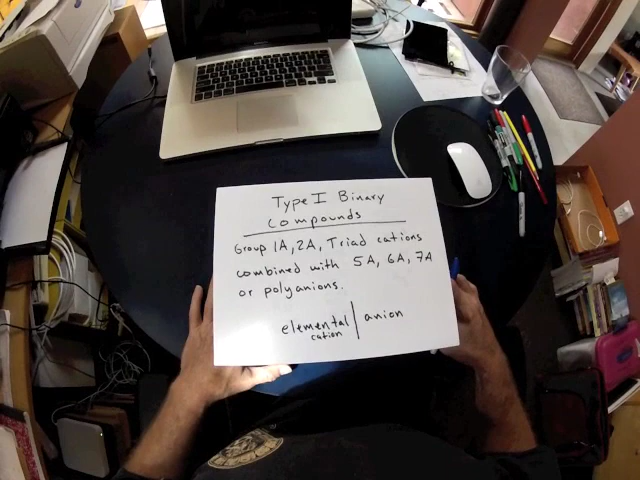 Type I Binary
Compounds
Group 1A, 2A, Triad cations
combined with 5A, 6A, 7A
or polyanions.
elemental | anion
cation